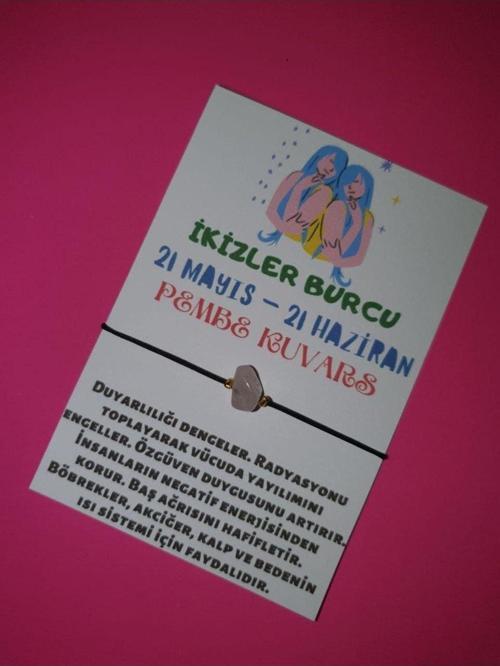 İKİZLER BURCU
21 MAYIS – 21 HAZİRAN
PEMBE KUVARS
DUYARLILIĞI DENGELER. RADYASYONU
TOPLAYARAK VÜCUDA YAYILIMINI
ENGELLER. ÖZGÜVEN DUYGUSUNU ARTIRIR.
İNSANLARIN NEGATİF ENERJİSİNDEN
KORUR. BAŞ AĞRISINI HAFİFLETİR.
BÖBREKLER, AKCİĞER, KALP VE BEDENİN
ISI SİSTEMİ İÇİN FAYDALIDIR.